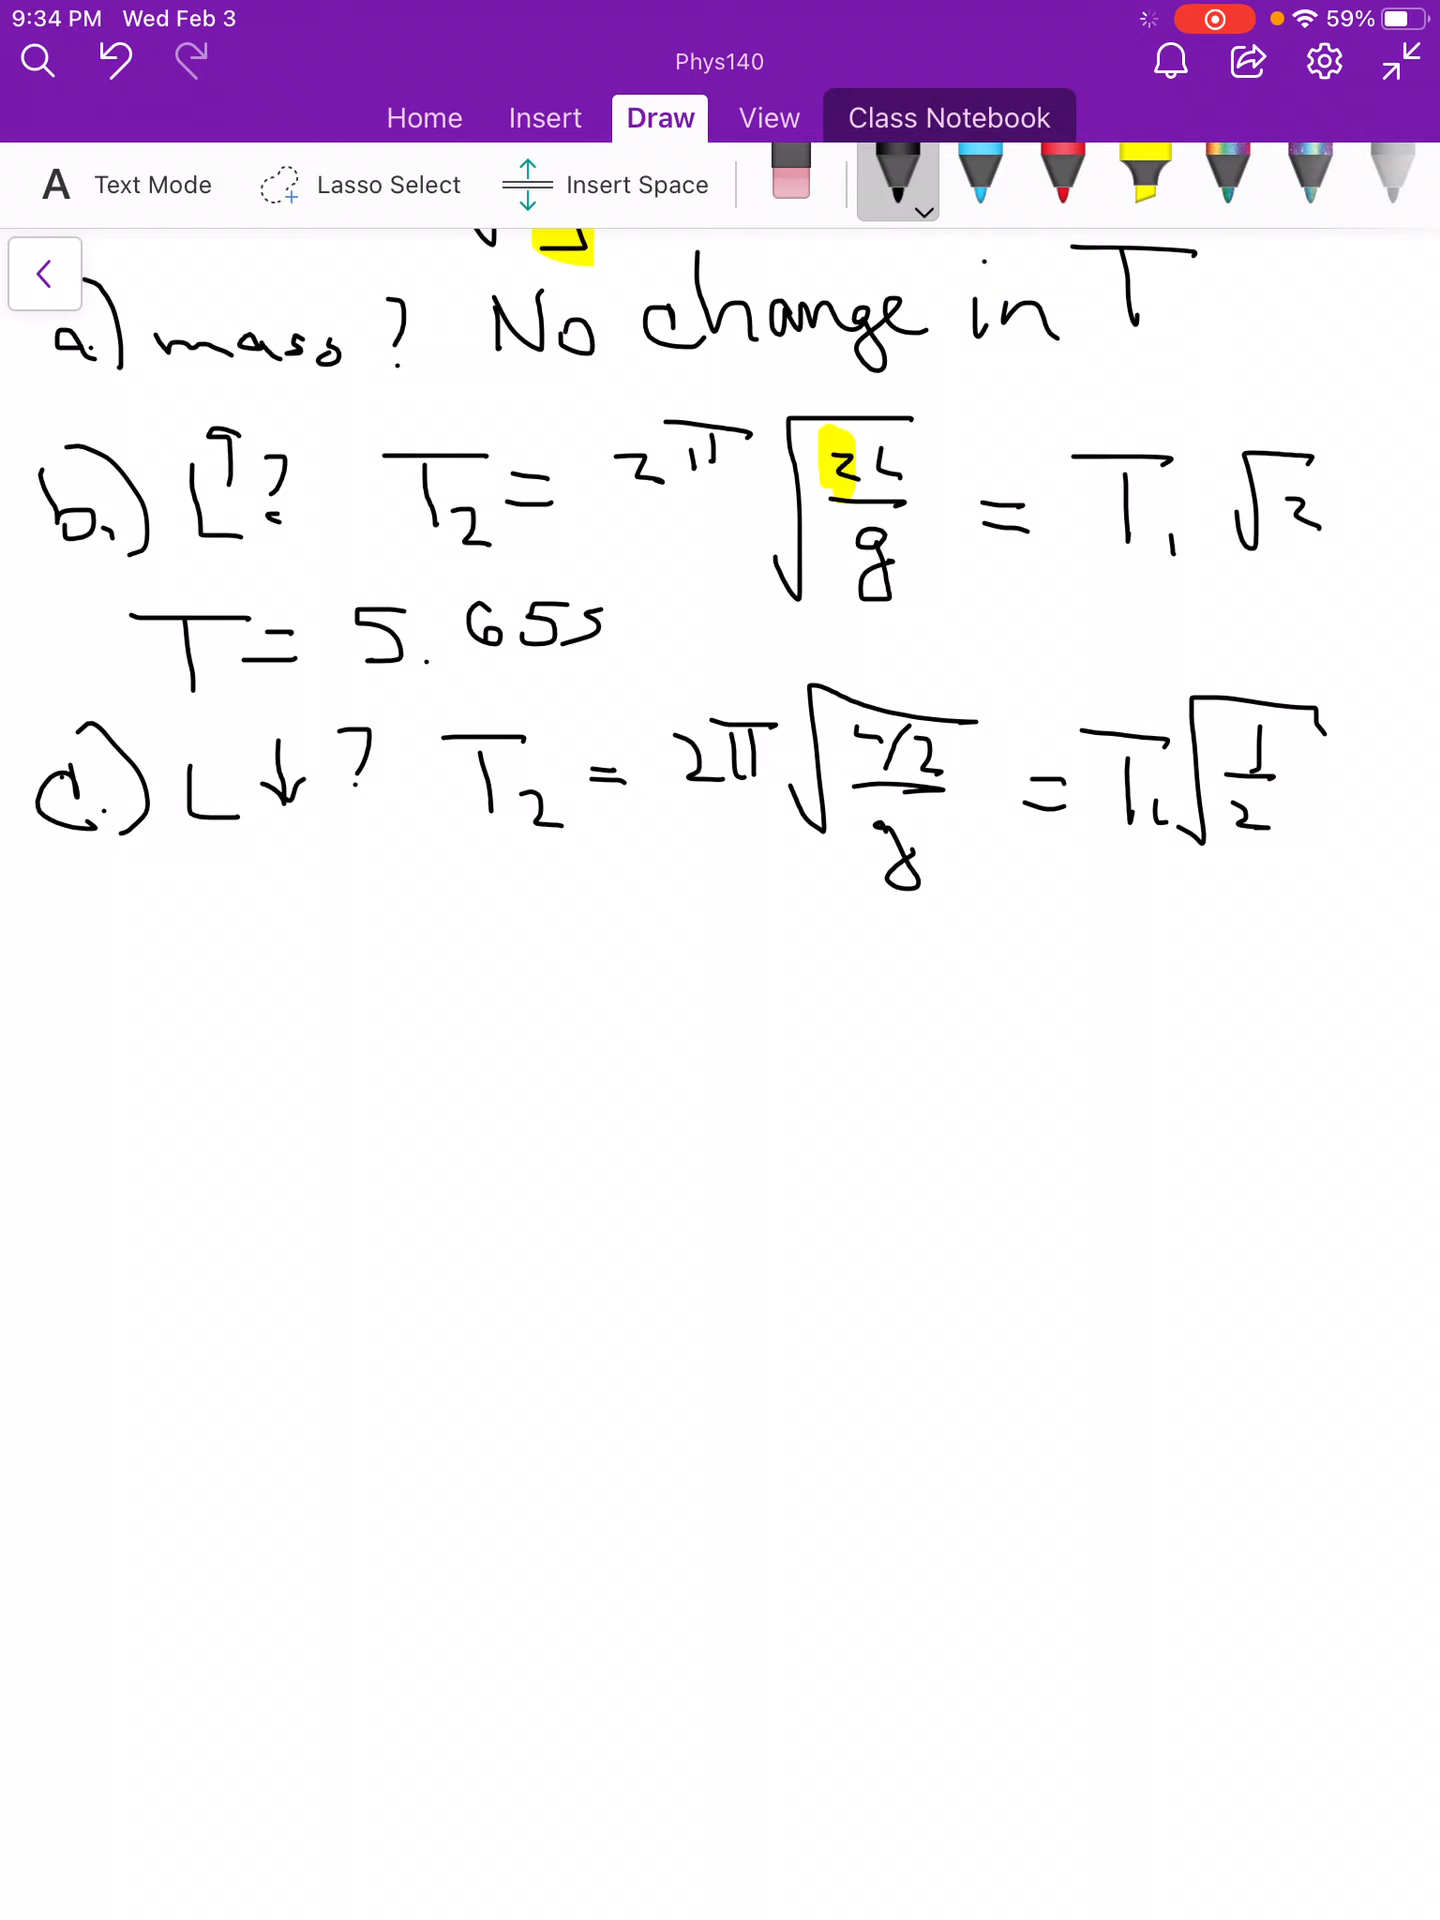 9:34 PM Wed Feb 3 59%
Phys140
Home Insert Draw View Class Notebook
A Text Mode Lasso Select Insert Space
a.) mass? No change in T
b.) L↑? T₂ = 2π √(2L/g) = T₁ √2
T = 5.65s
c.) L↓? T₂ = 2π √((L/2)/g) = T₁ √(1/2)